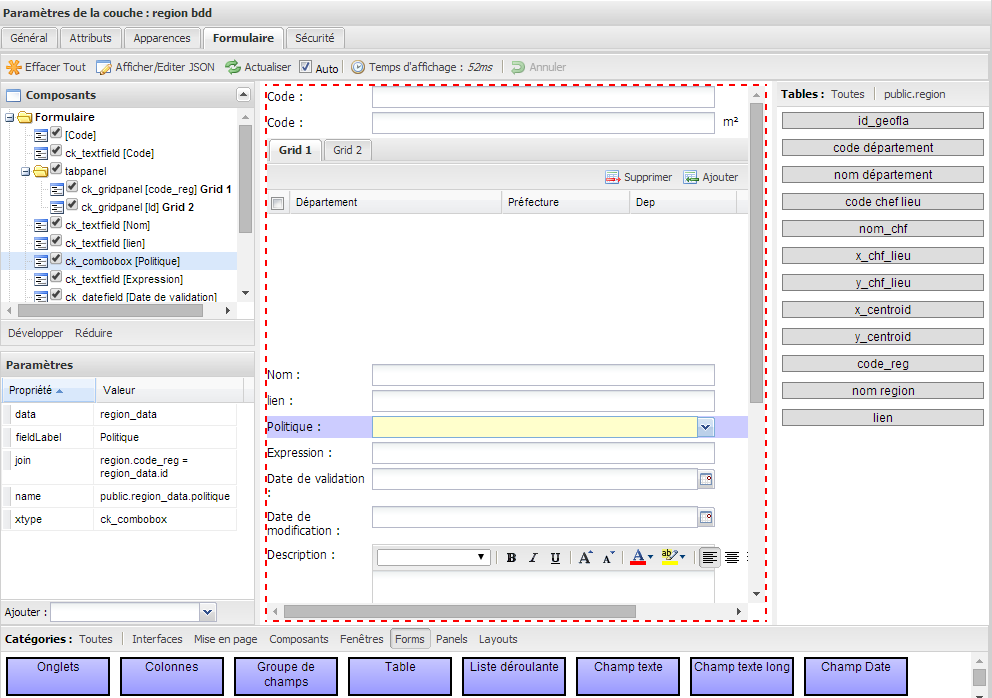 Paramètres de la couche : region bdd
Général Attributs Apparences Formulaire Sécurité
Effacer Tout Afficher/Editer JSON Actualiser Auto Temps d'affichage : 52ms Annuler
Composants
Formulaire
[Code]
ck_textfield [Code]
tabpanel
ck_gridpanel [code_reg] Grid 1
ck_gridpanel [Id] Grid 2
ck_textfield [Nom]
ck_textfield [lien]
ck_combobox [Politique]
ck_textfield [Expression]
ck_datefield [Date de validation]
Développer Réduire
Paramètres
Propriété Valeur
data region_data
fieldLabel Politique
join region.code_reg =
region_data.id
name public.region_data.politique
xtype ck_combobox
Ajouter :
Code :
Code : m²
Grid 1 Grid 2
Supprimer Ajouter
Département Préfecture Dep
Nom :
lien :
Politique :
Expression :
Date de validation
:
Date de
modification :
Description :
B I U A A A ab
Tables : Toutes public.region
id_geofla
code département
nom département
code chef lieu
nom_chf
x_chf_lieu
y_chf_lieu
x_centroid
y_centroid
code_reg
nom region
lien
Catégories : Toutes Interfaces Mise en page Composants Fenêtres Forms Panels Layouts
Onglets Colonnes Groupe de champs Table Liste déroulante Champ texte Champ texte long Champ Date